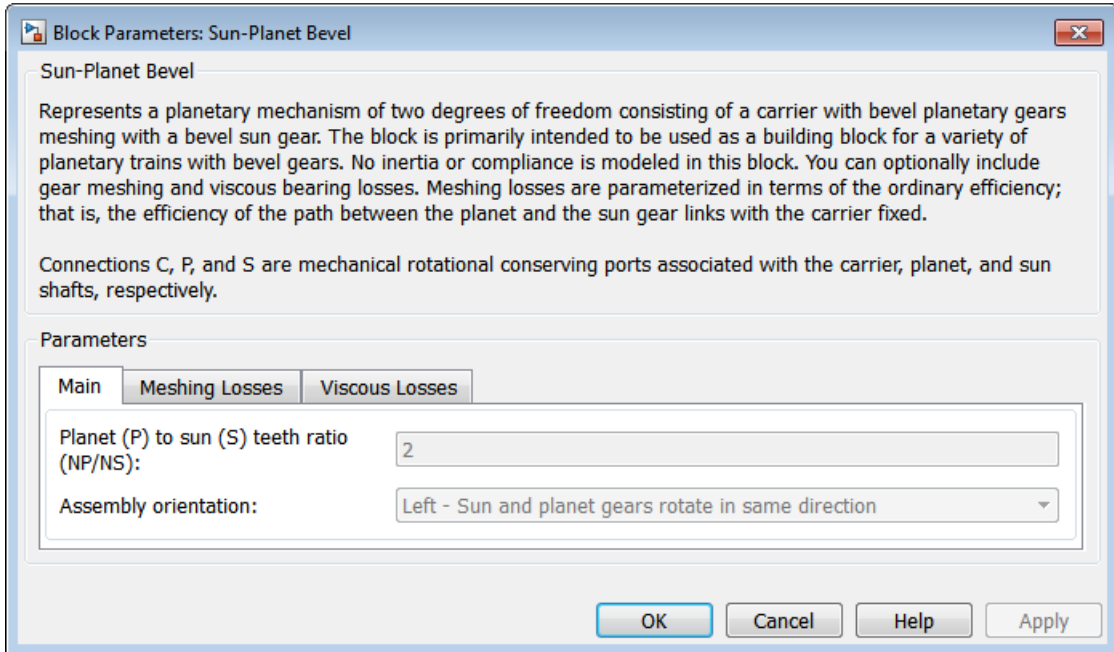 Block Parameters: Sun-Planet Bevel
Sun-Planet Bevel
Represents a planetary mechanism of two degrees of freedom consisting of a carrier with bevel planetary gears
meshing with a bevel sun gear. The block is primarily intended to be used as a building block for a variety of
planetary trains with bevel gears. No inertia or compliance is modeled in this block. You can optionally include
gear meshing and viscous bearing losses. Meshing losses are parameterized in terms of the ordinary efficiency;
that is, the efficiency of the path between the planet and the sun gear links with the carrier fixed.
Connections C, P, and S are mechanical rotational conserving ports associated with the carrier, planet, and sun
shafts, respectively.
Parameters
Main Meshing Losses Viscous Losses
Planet (P) to sun (S) teeth ratio
(NP/NS):
2
Assembly orientation: Left - Sun and planet gears rotate in same direction
OK Cancel Help Apply